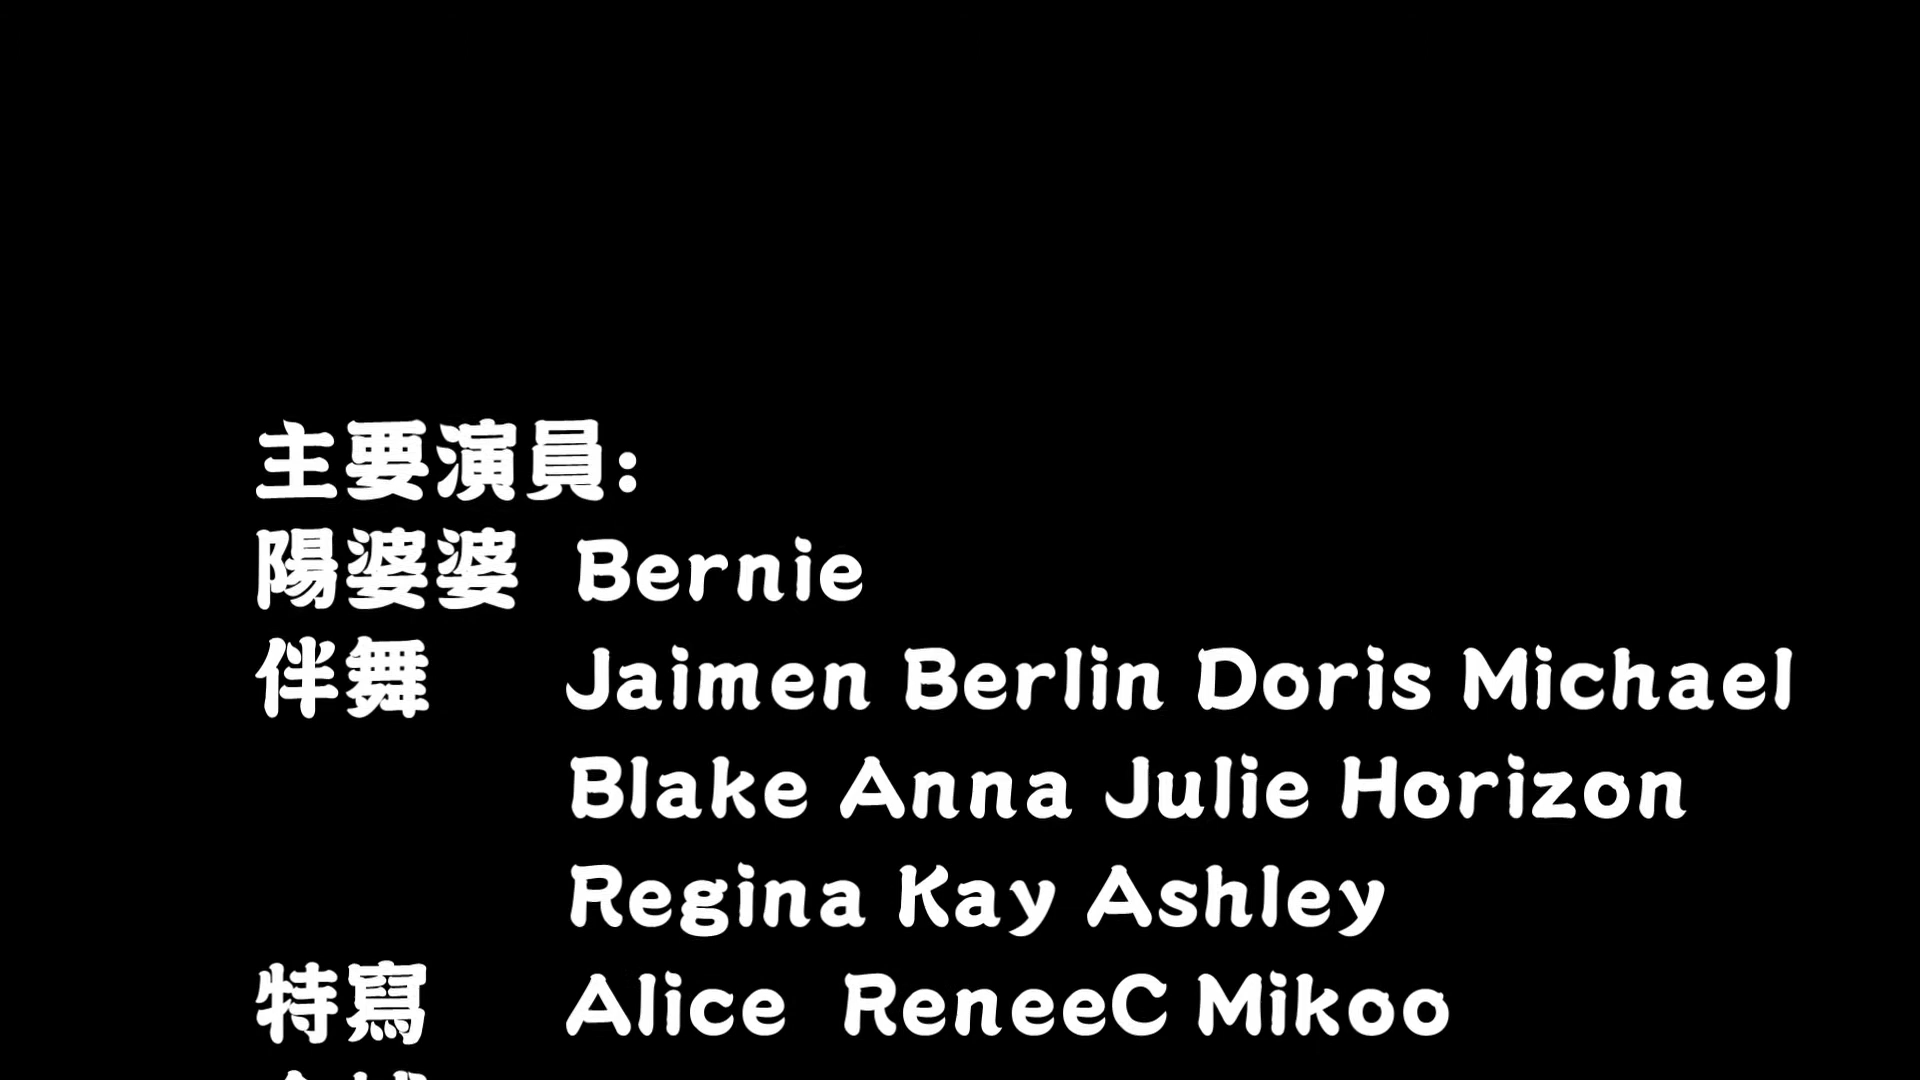 主要演員:
陽婆婆 Bernie
伴舞 Jaimen Berlin Doris Michael
Blake Anna Julie Horizon
Regina Kay Ashley
特寫 Alice ReneeC Mikoo